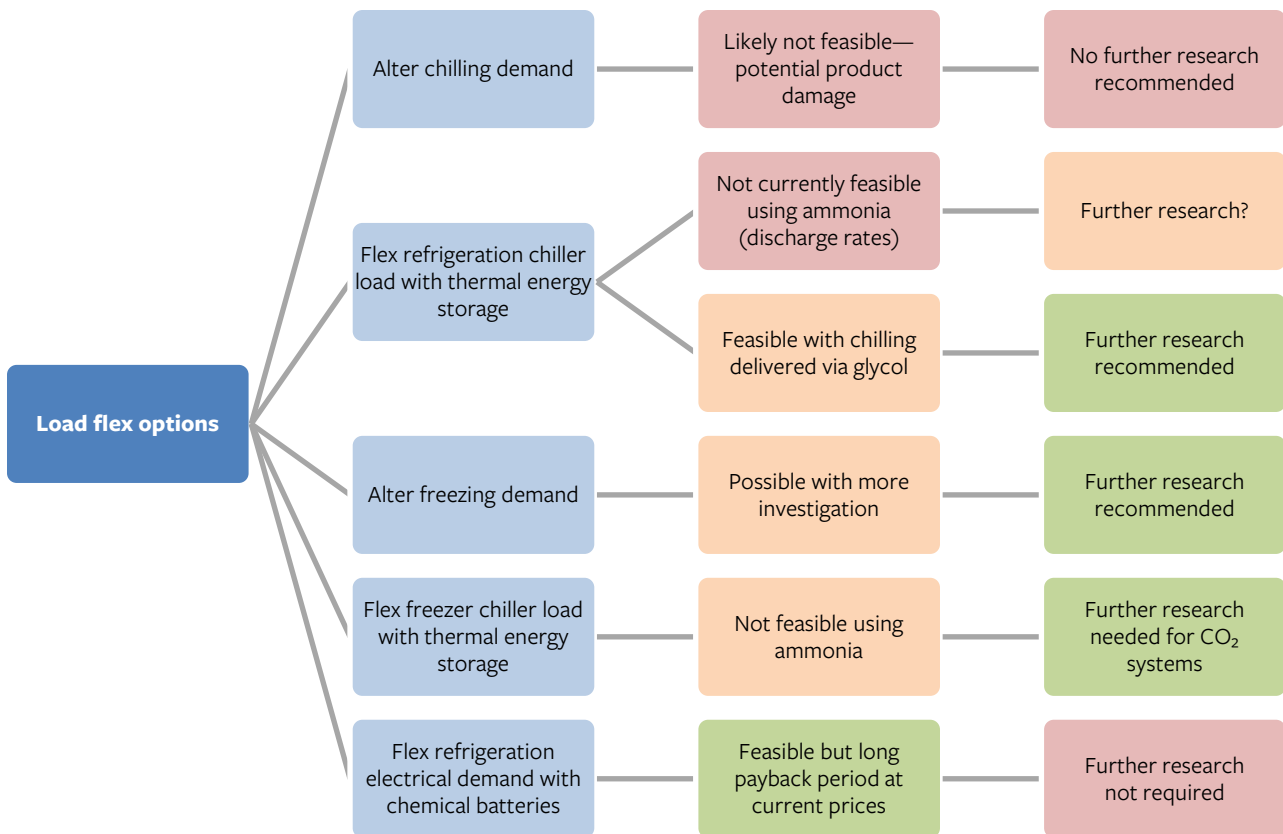 Load flex options
Alter chilling demand
Likely not feasible—
potential product
damage
No further research
recommended
Flex refrigeration chiller
load with thermal energy
storage
Not currently feasible
using ammonia
(discharge rates)
Further research?
Feasible with chilling
delivered via glycol
Further research
recommended
Alter freezing demand
Possible with more
investigation
Further research
recommended
Flex freezer chiller load
with thermal energy
storage
Not feasible using
ammonia
Further research
needed for CO₂
systems
Flex refrigeration
electrical demand with
chemical batteries
Feasible but long
payback period at
current prices
Further research
not required